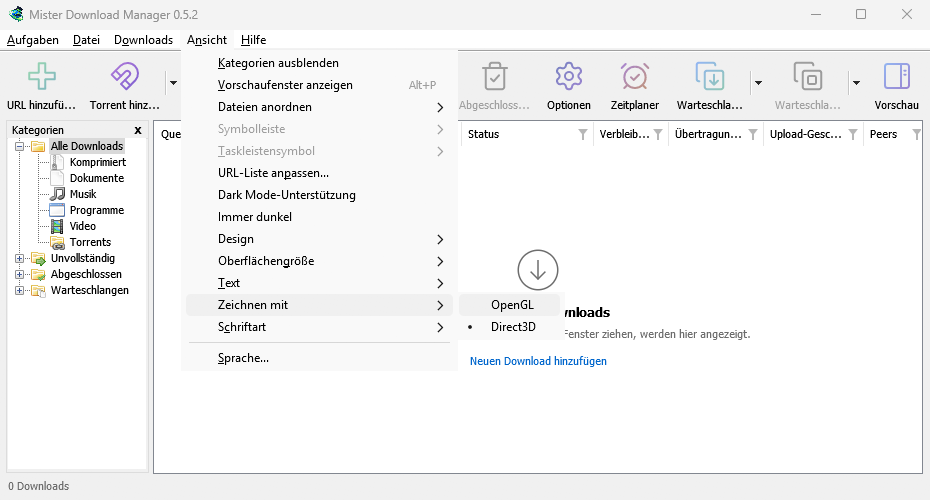 Mister Download Manager 0.5.2
Aufgaben Datei Downloads Ansicht Hilfe
URL hinzufü... Torrent hinz... Abgeschloss... Optionen Zeitplaner Warteschla... Warteschla... Vorschau
Kategorien ausblenden
Vorschaufenster anzeigen Alt+P
Dateien anordnen
Symbolleiste
Taskleistensymbol
URL-Liste anpassen...
Dark Mode-Unterstützung
Immer dunkel
Design
Oberflächengröße
Text
Zeichnen mit
Schriftart
Sprache...
OpenGL
Direct3D
Kategorien x
Alle Downloads
Komprimiert
Dokumente
Musik
Programme
Video
Torrents
Unvollständig
Abgeschlossen
Warteschlangen
Que Status Verbleib... Übertragun... Upload-Gesc... Peers
wnloads
Fenster ziehen, werden hier angezeigt.
Neuen Download hinzufügen
0 Downloads